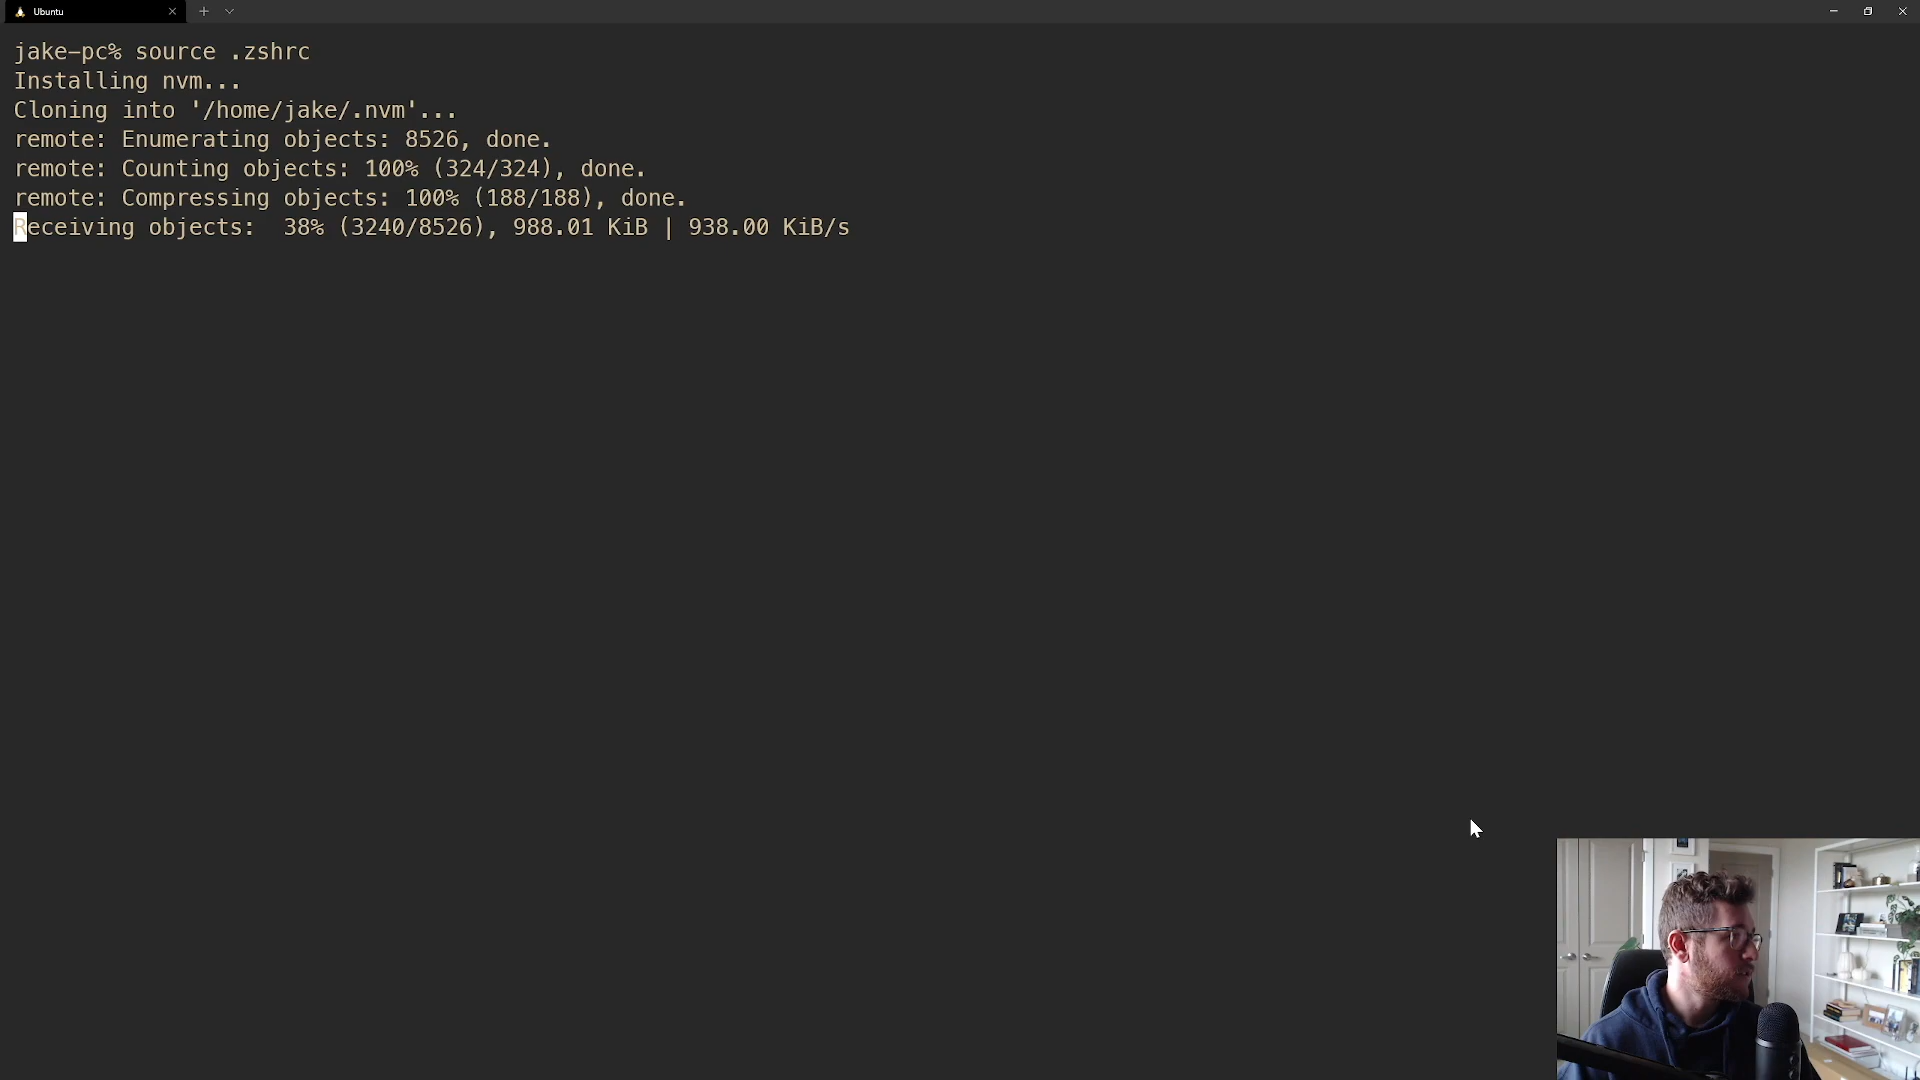 Ubuntu
jake-pc% source .zshrc
Installing nvm...
Cloning into '/home/jake/.nvm'...
remote: Enumerating objects: 8526, done.
remote: Counting objects: 100% (324/324), done.
remote: Compressing objects: 100% (188/188), done.
Receiving objects:  38% (3240/8526), 988.01 KiB | 938.00 KiB/s